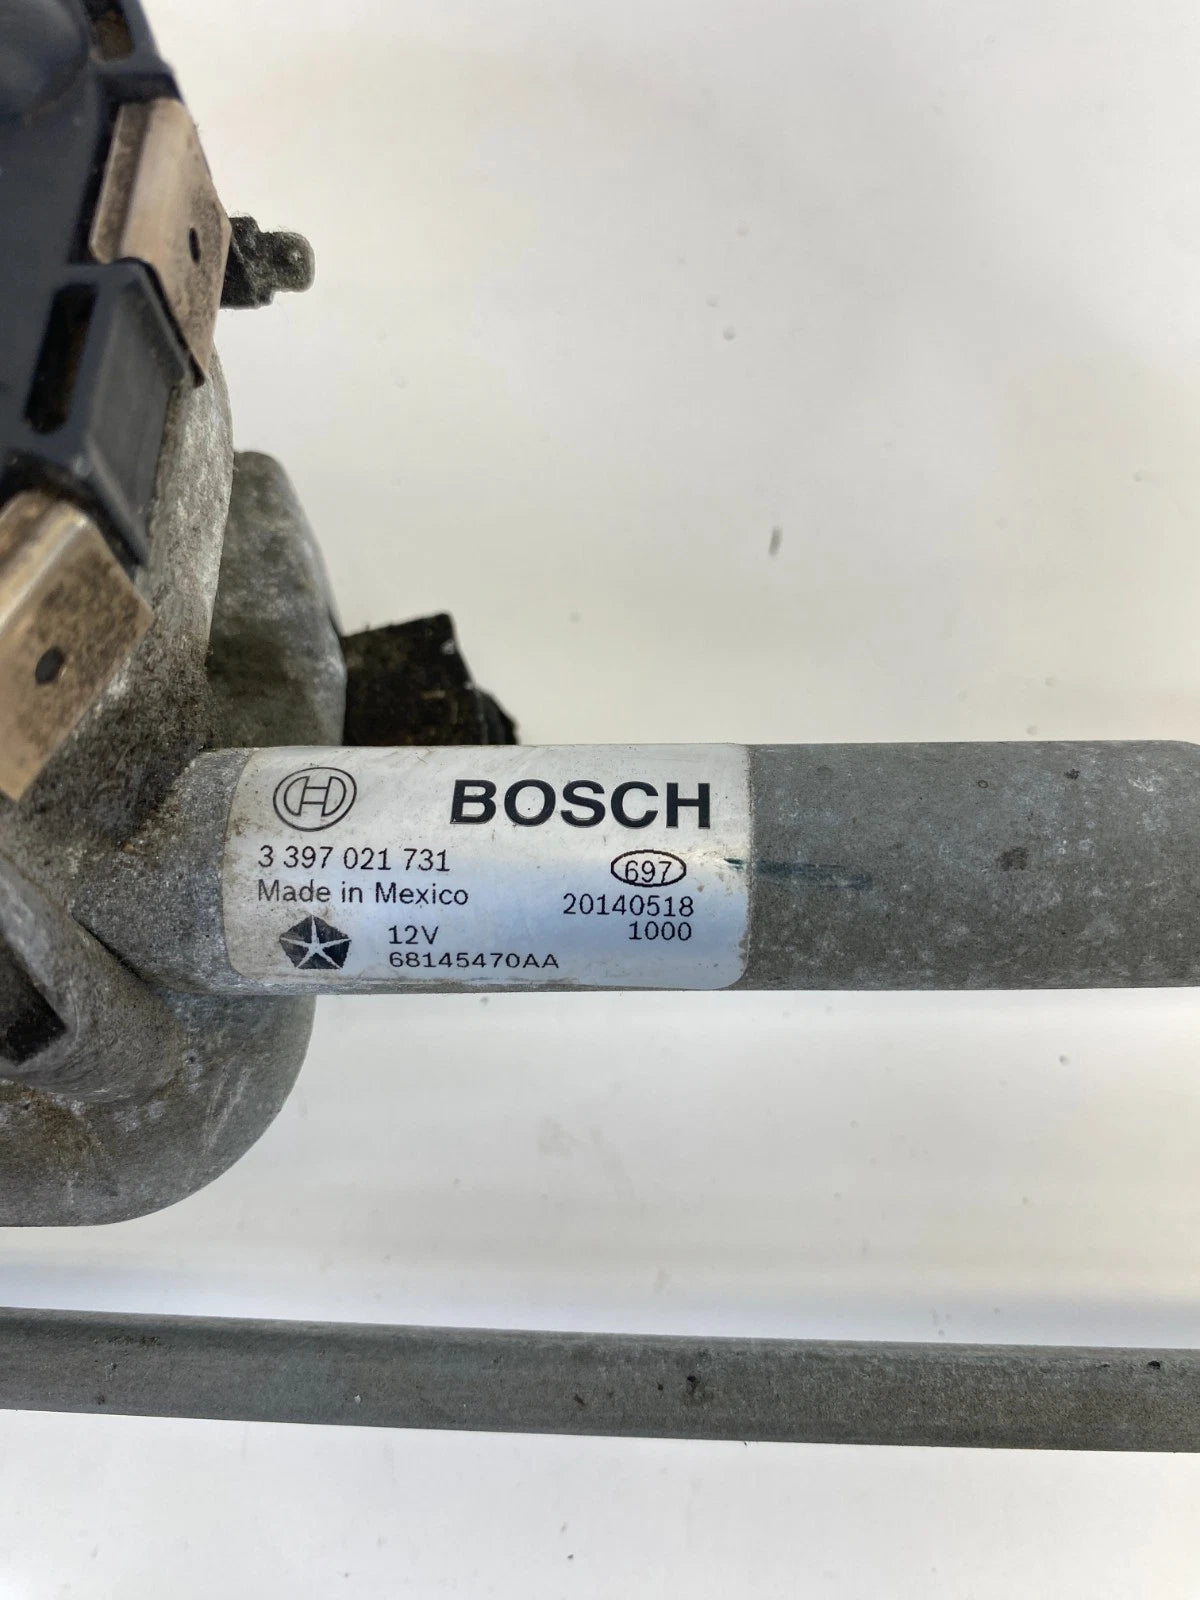 BOSCH
3 397 021 731
697
Made in Mexico
20140518
12V
1000
68145470AA